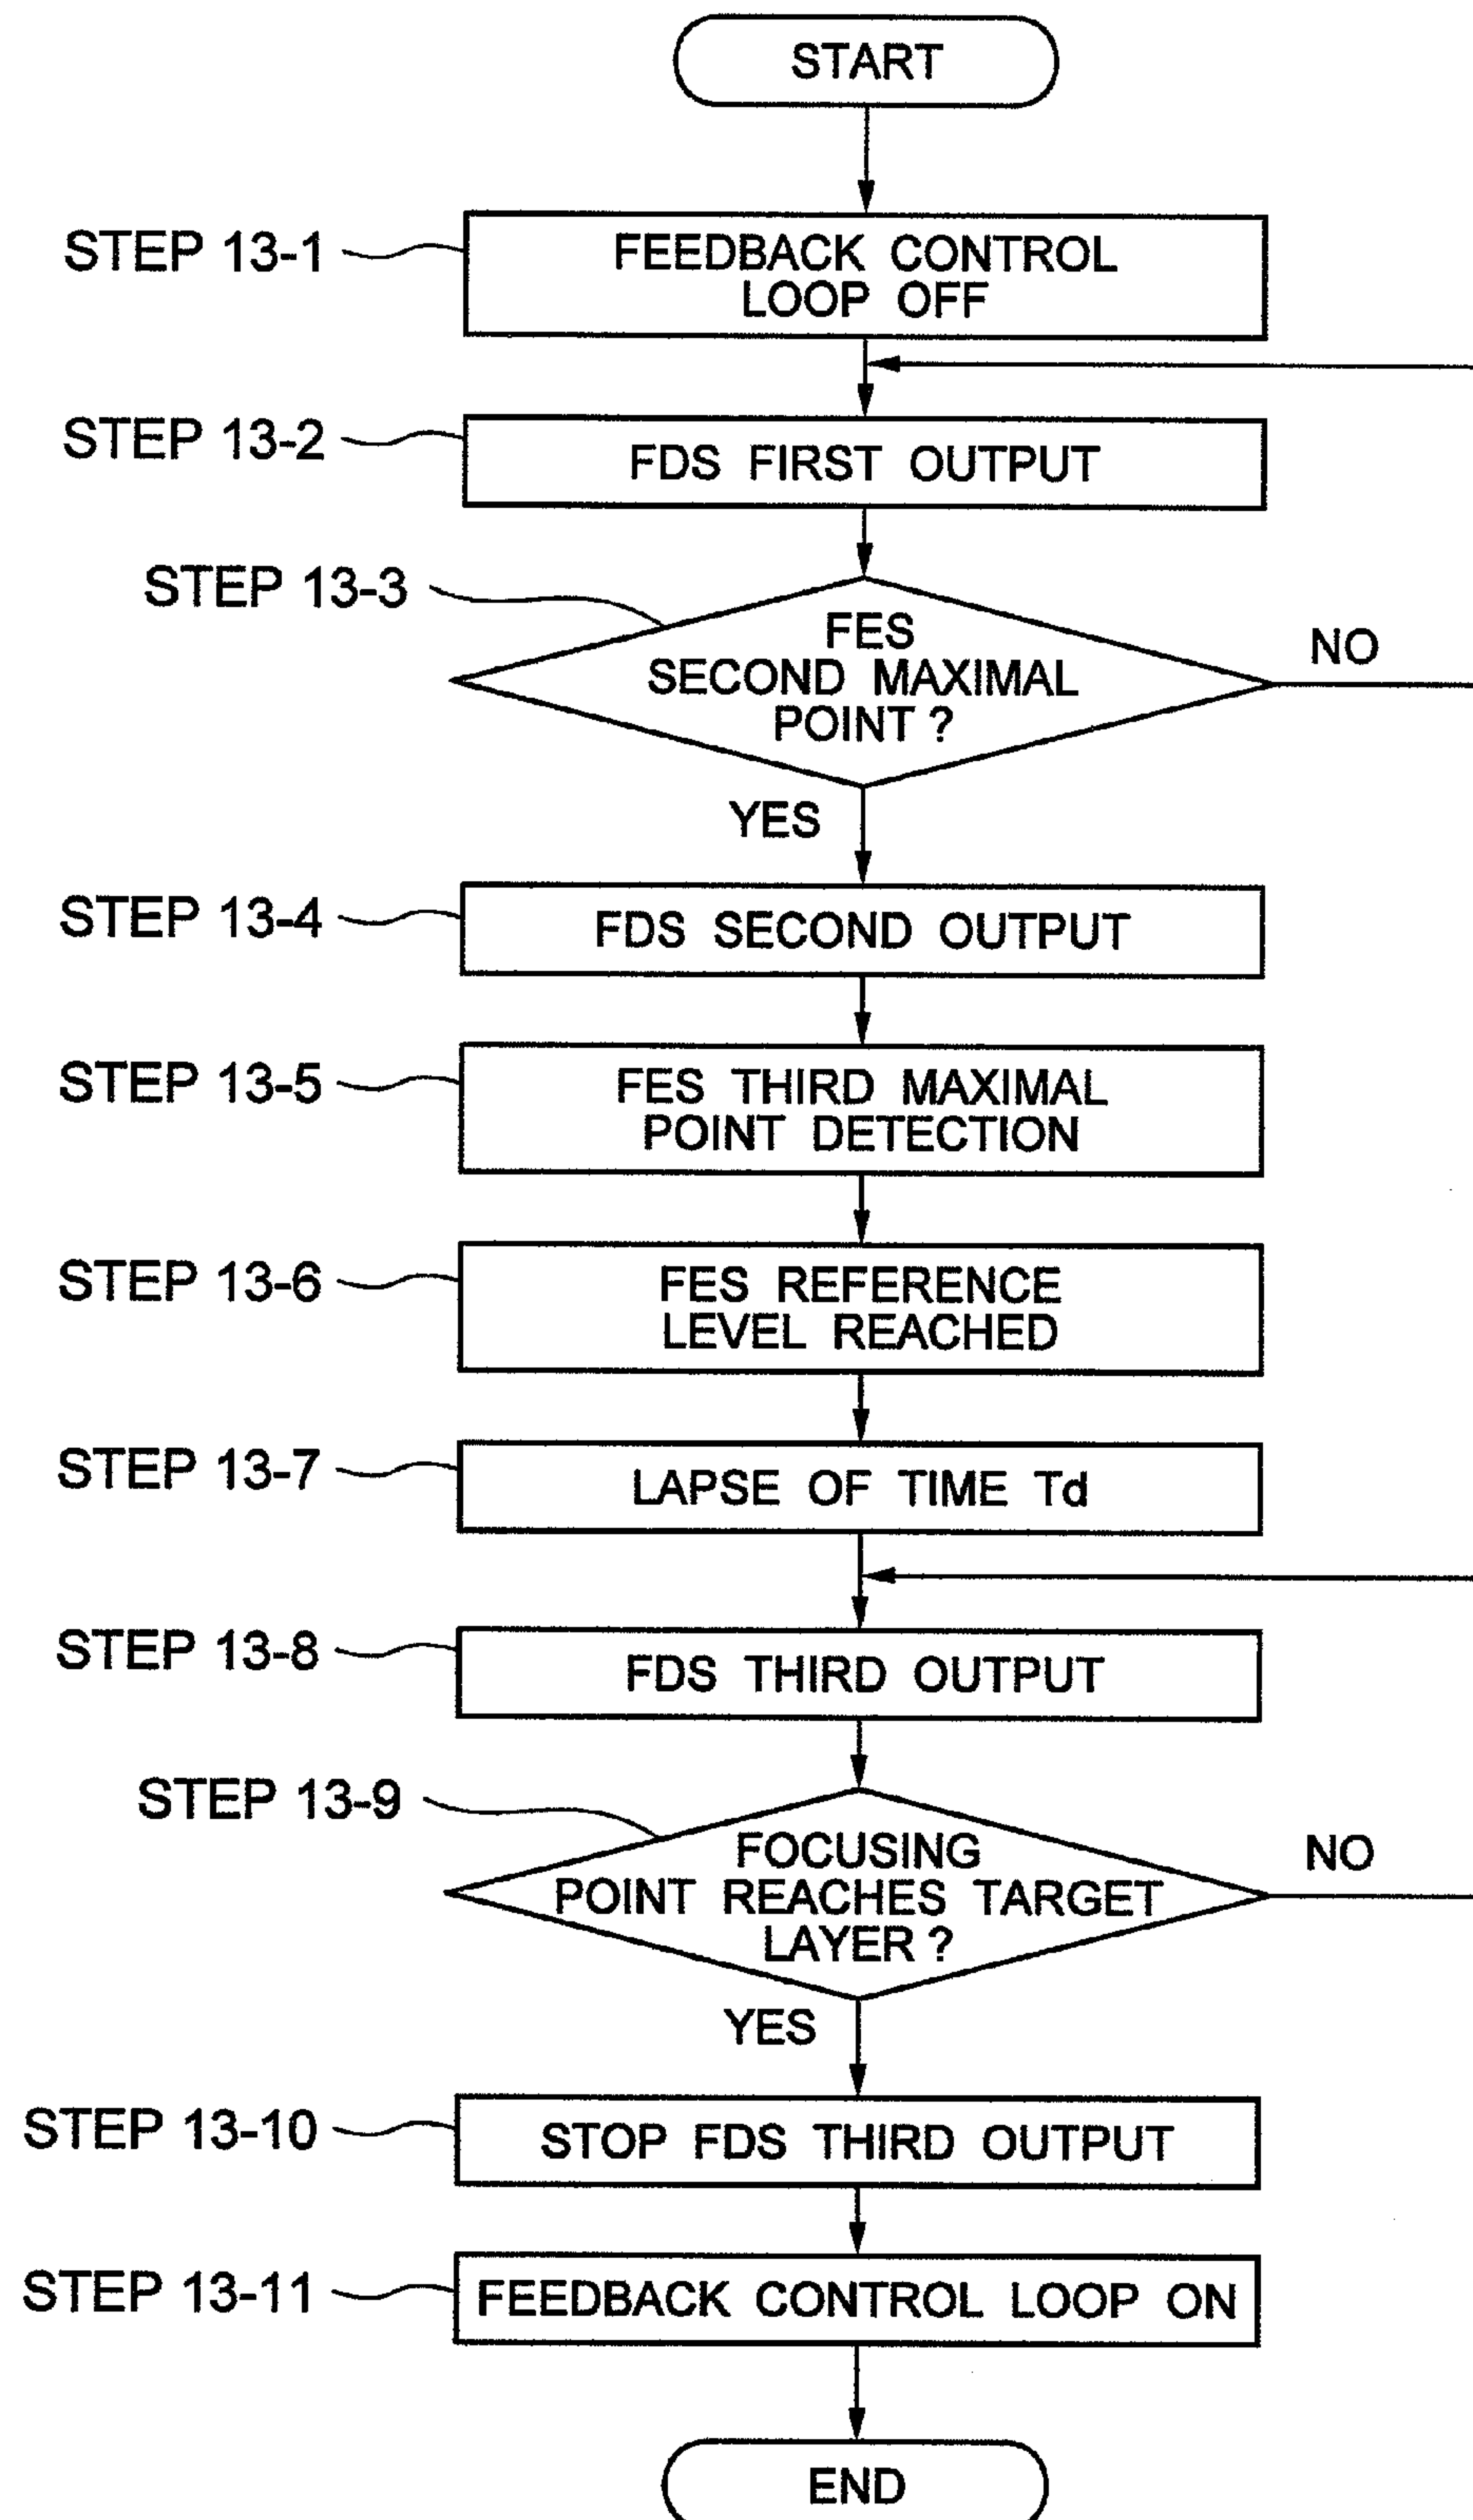 START
STEP 13-1
FEEDBACK CONTROL
LOOP OFF
STEP 13-2
FDS FIRST OUTPUT
STEP 13-3
FES
SECOND MAXIMAL
POINT ?
NO
YES
STEP 13-4
FDS SECOND OUTPUT
STEP 13-5
FES THIRD MAXIMAL
POINT DETECTION
STEP 13-6
FES REFERENCE
LEVEL REACHED
STEP 13-7
LAPSE OF TIME Td
STEP 13-8
FDS THIRD OUTPUT
STEP 13-9
FOCUSING
POINT REACHES TARGET
LAYER ?
NO
YES
STEP 13-10
STOP FDS THIRD OUTPUT
STEP 13-11
FEEDBACK CONTROL LOOP ON
END